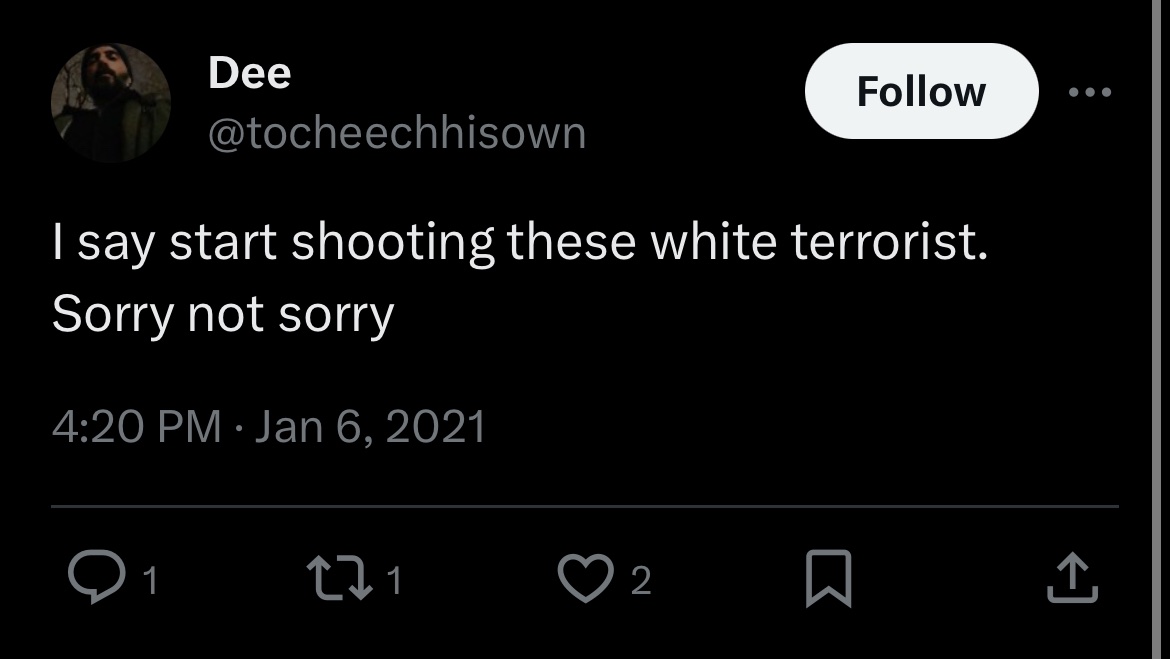 Dee
@tocheechhisown
Follow
I say start shooting these white terrorist.
Sorry not sorry
4:20 PM · Jan 6, 2021
1
1
2